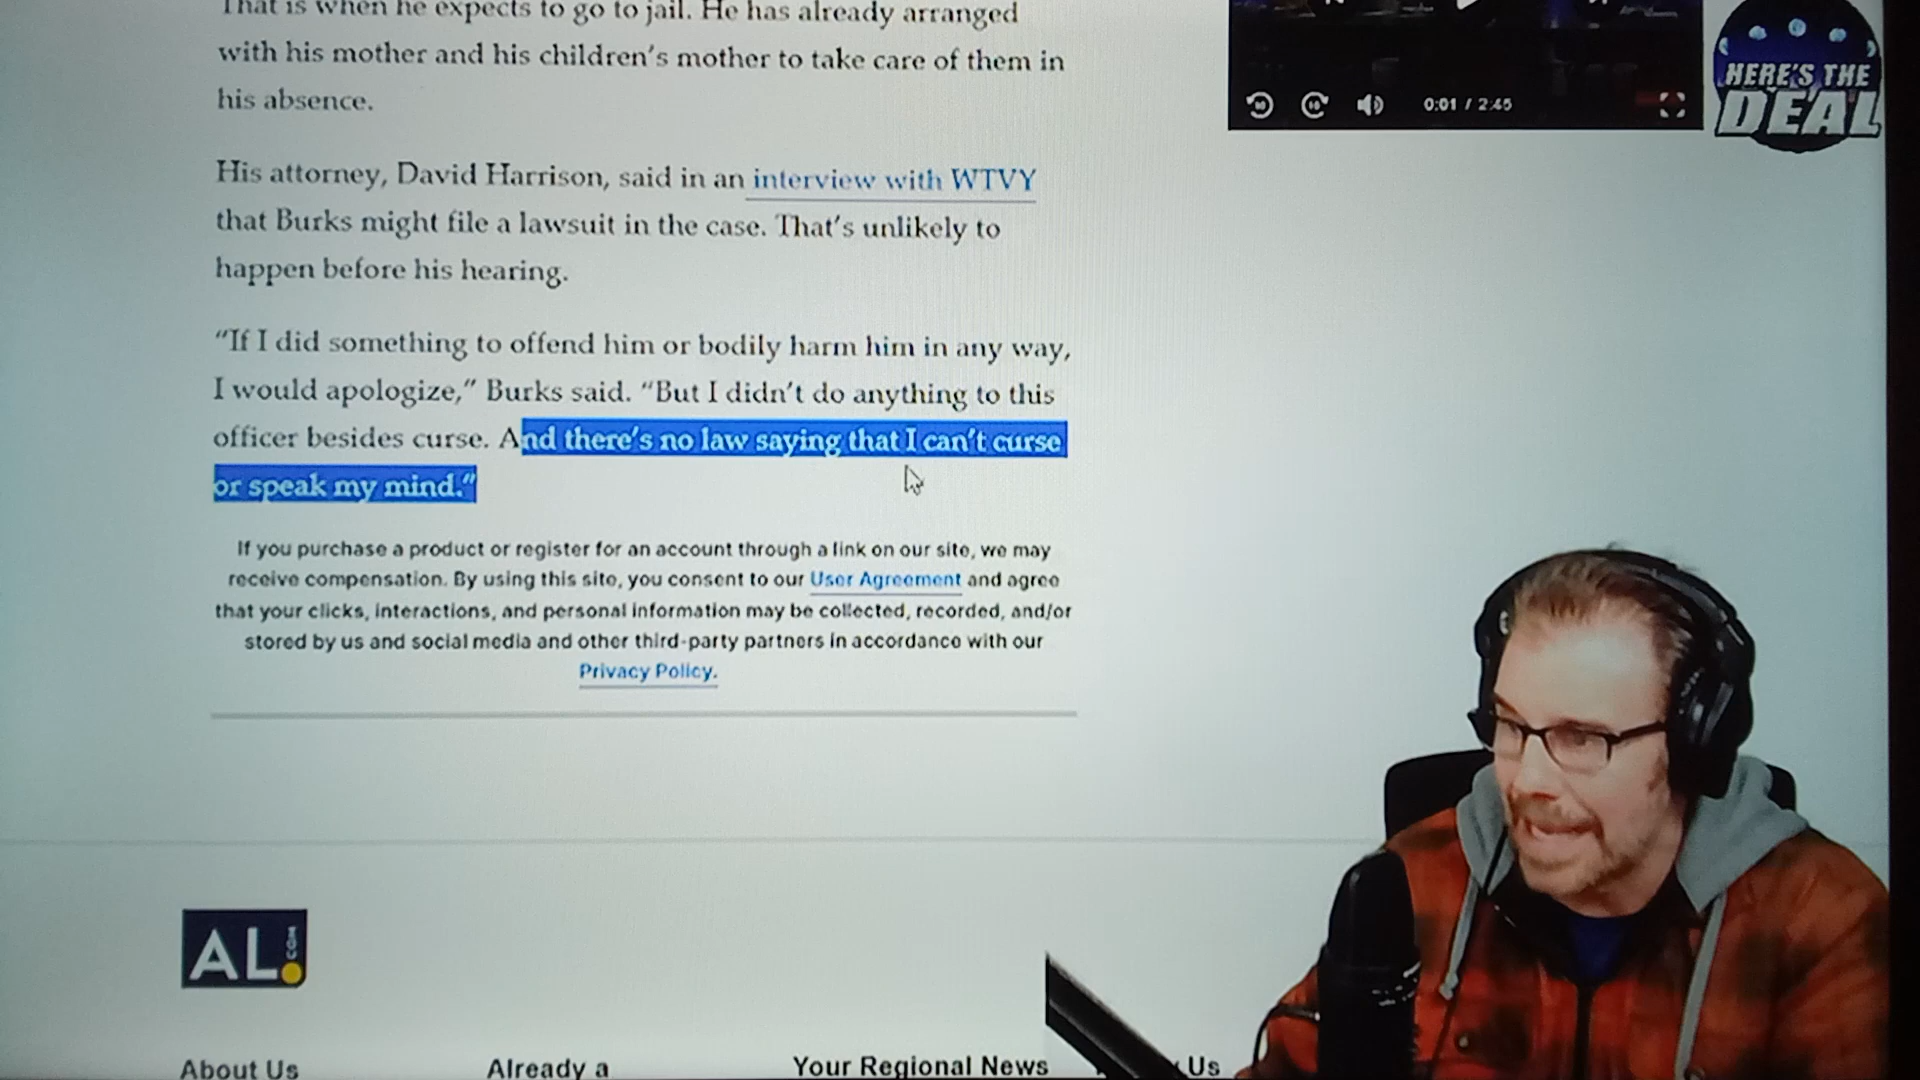 That is when he expects to go to jail. He has already arranged
with his mother and his children's mother to take care of them in
his absence.
His attorney, David Harrison, said in an interview with WTVY
that Burks might file a lawsuit in the case. That's unlikely to
happen before his hearing.
“If I did something to offend him or bodily harm him in any way,
I would apologize,” Burks said. “But I didn't do anything to this
officer besides curse. And there's no law saying that I can't curse
or speak my mind.”
If you purchase a product or register for an account through a link on our site, we may
receive compensation. By using this site, you consent to our User Agreement and agree
that your clicks, interactions, and personal information may be collected, recorded, and/or
stored by us and social media and other third-party partners in accordance with our
Privacy Policy.
0:01 / 2:45
HERE'S THE
DEAL
AL.com
About Us
Already a
Your Regional News
Us